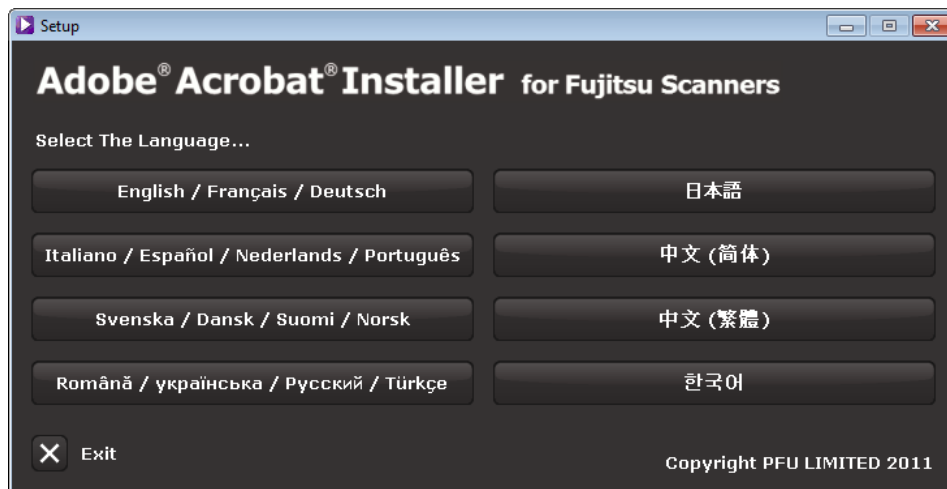 Setup
Adobe® Acrobat® Installer for Fujitsu Scanners
Select The Language...
English / Français / Deutsch
日本語
Italiano / Español / Nederlands / Português
中文 (简体)
Svenska / Dansk / Suomi / Norsk
中文 (繁體)
Română / українська / Русский / Türkçe
한국어
Exit
Copyright PFU LIMITED 2011